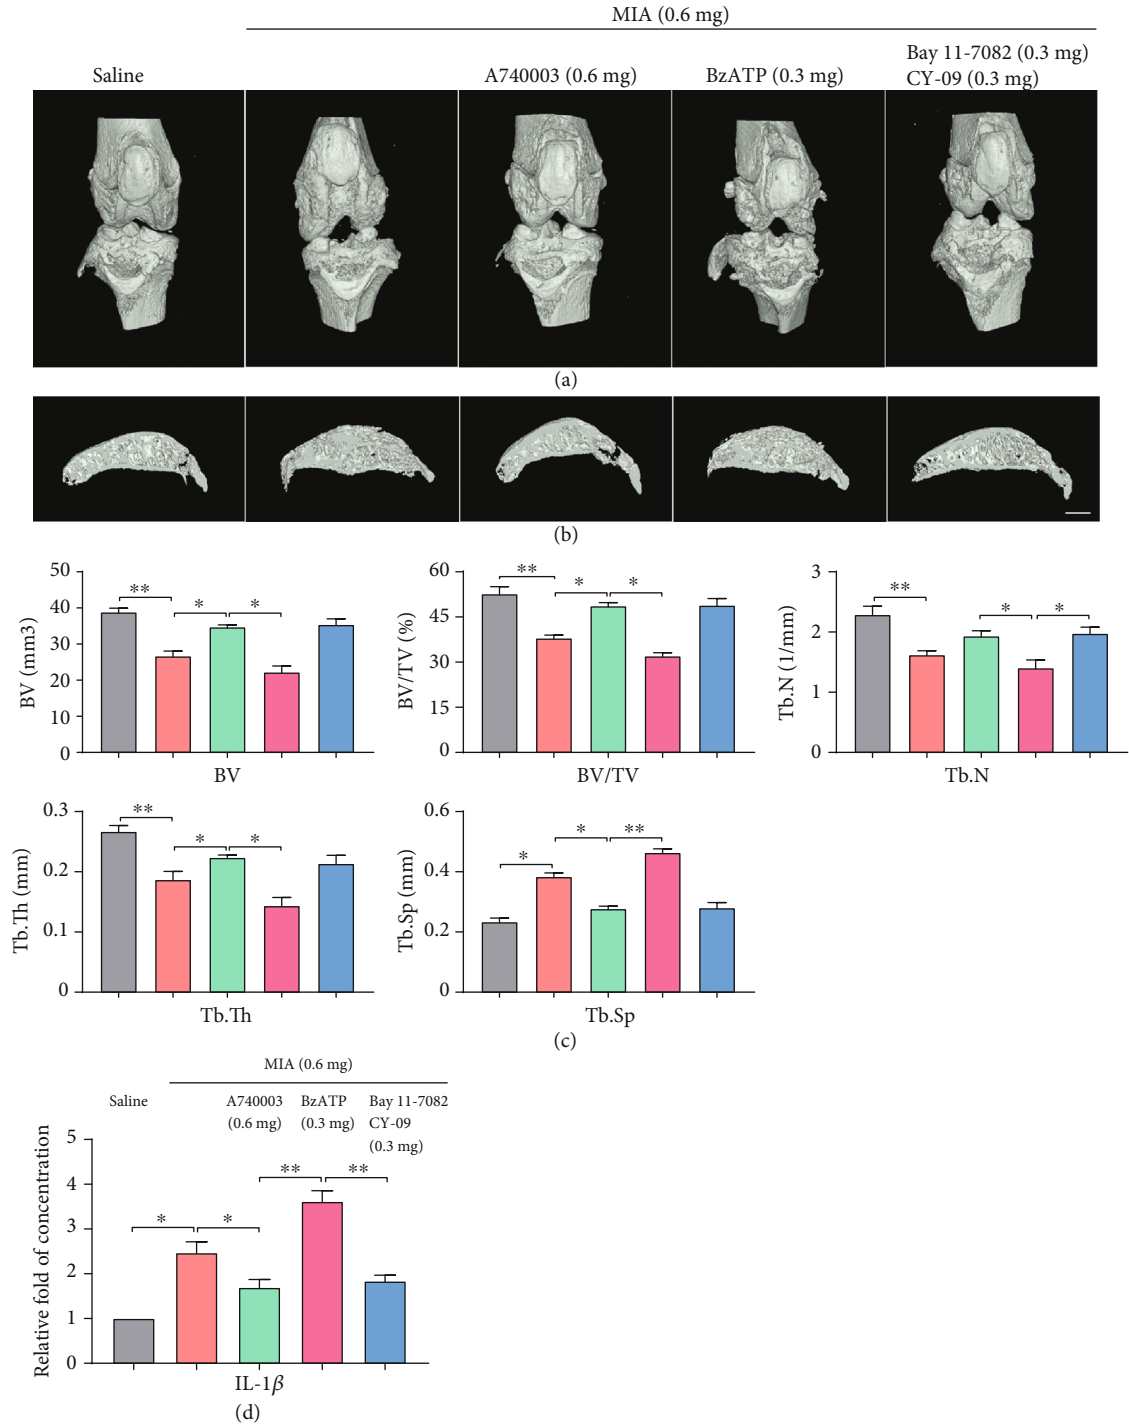 MIA (0.6 mg)
Saline
A740003 (0.6 mg)
BzATP (0.3 mg)
Bay 11-7082 (0.3 mg)
CY-09 (0.3 mg)
(a)
(b)
BV (mm3)
50
40
30
20
10
0
**
*
*
BV
BV/TV (%)
60
45
30
15
0
**
*
*
BV/TV
Tb.N (1/mm)
3
2
1
0
**
*
*
Tb.N
Tb.Th (mm)
0.3
0.2
0.1
0
**
*
*
Tb.Th
Tb.Sp (mm)
0.6
0.4
0.2
0
*
*
**
Tb.Sp
(c)
MIA (0.6 mg)
Saline
A740003
(0.6 mg)
BzATP
(0.3 mg)
Bay 11-7082
CY-09
(0.3 mg)
Relative fold of concentration
5
4
3
2
1
0
*
*
**
**
IL-1β
(d)